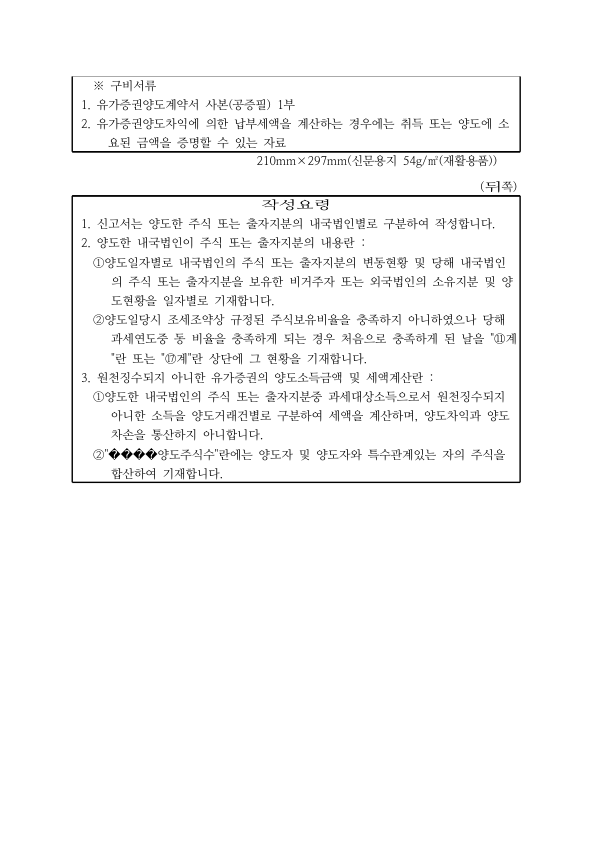 ※ 구비서류
1. 유가증권양도계약서 사본(공증필) 1부
2. 유가증권양도차익에 의한 납부세액을 계산하는 경우에는 취득 또는 양도에 소
요된 금액을 증명할 수 있는 자료
210mm×297mm(신문용지 54g/㎡(재활용품))
(뒤쪽)
작성요령
1. 신고서는 양도한 주식 또는 출자지분의 내국법인별로 구분하여 작성합니다.
2. 양도한 내국법인이 주식 또는 출자지분의 내용란 :
①양도일자별로 내국법인의 주식 또는 출자지분의 변동현황 및 당해 내국법인
의 주식 또는 출자지분을 보유한 비거주자 또는 외국법인의 소유지분 및 양
도현황을 일자별로 기재합니다.
②양도일당시 조세조약상 규정된 주식보유비율을 충족하지 아니하였으나 당해
과세연도중 동 비율을 충족하게 되는 경우 처음으로 충족하게 된 날을 "⑪계
"란 또는 "⑰계"란 상단에 그 현황을 기재합니다.
3. 원천징수되지 아니한 유가증권의 양도소득금액 및 세액계산란 :
①양도한 내국법인의 주식 또는 출자지분중 과세대상소득으로서 원천징수되지
아니한 소득을 양도거래건별로 구분하여 세액을 계산하며, 양도차익과 양도
차손을 통산하지 아니합니다.
②"����양도주식수"란에는 양도자 및 양도자와 특수관계있는 자의 주식을
합산하여 기재합니다.